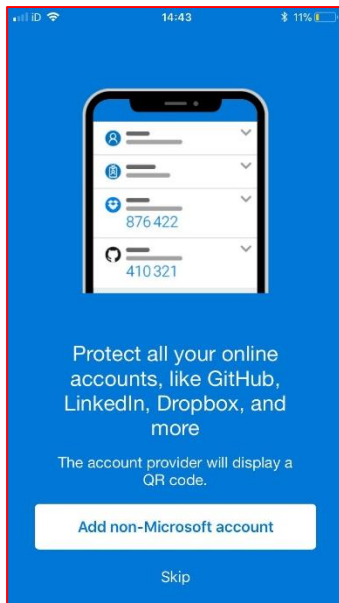 iD 14:43 11%
876 422
410 321
Protect all your online
accounts, like GitHub,
LinkedIn, Dropbox, and
more
The account provider will display a
QR code.
Add non-Microsoft account
Skip